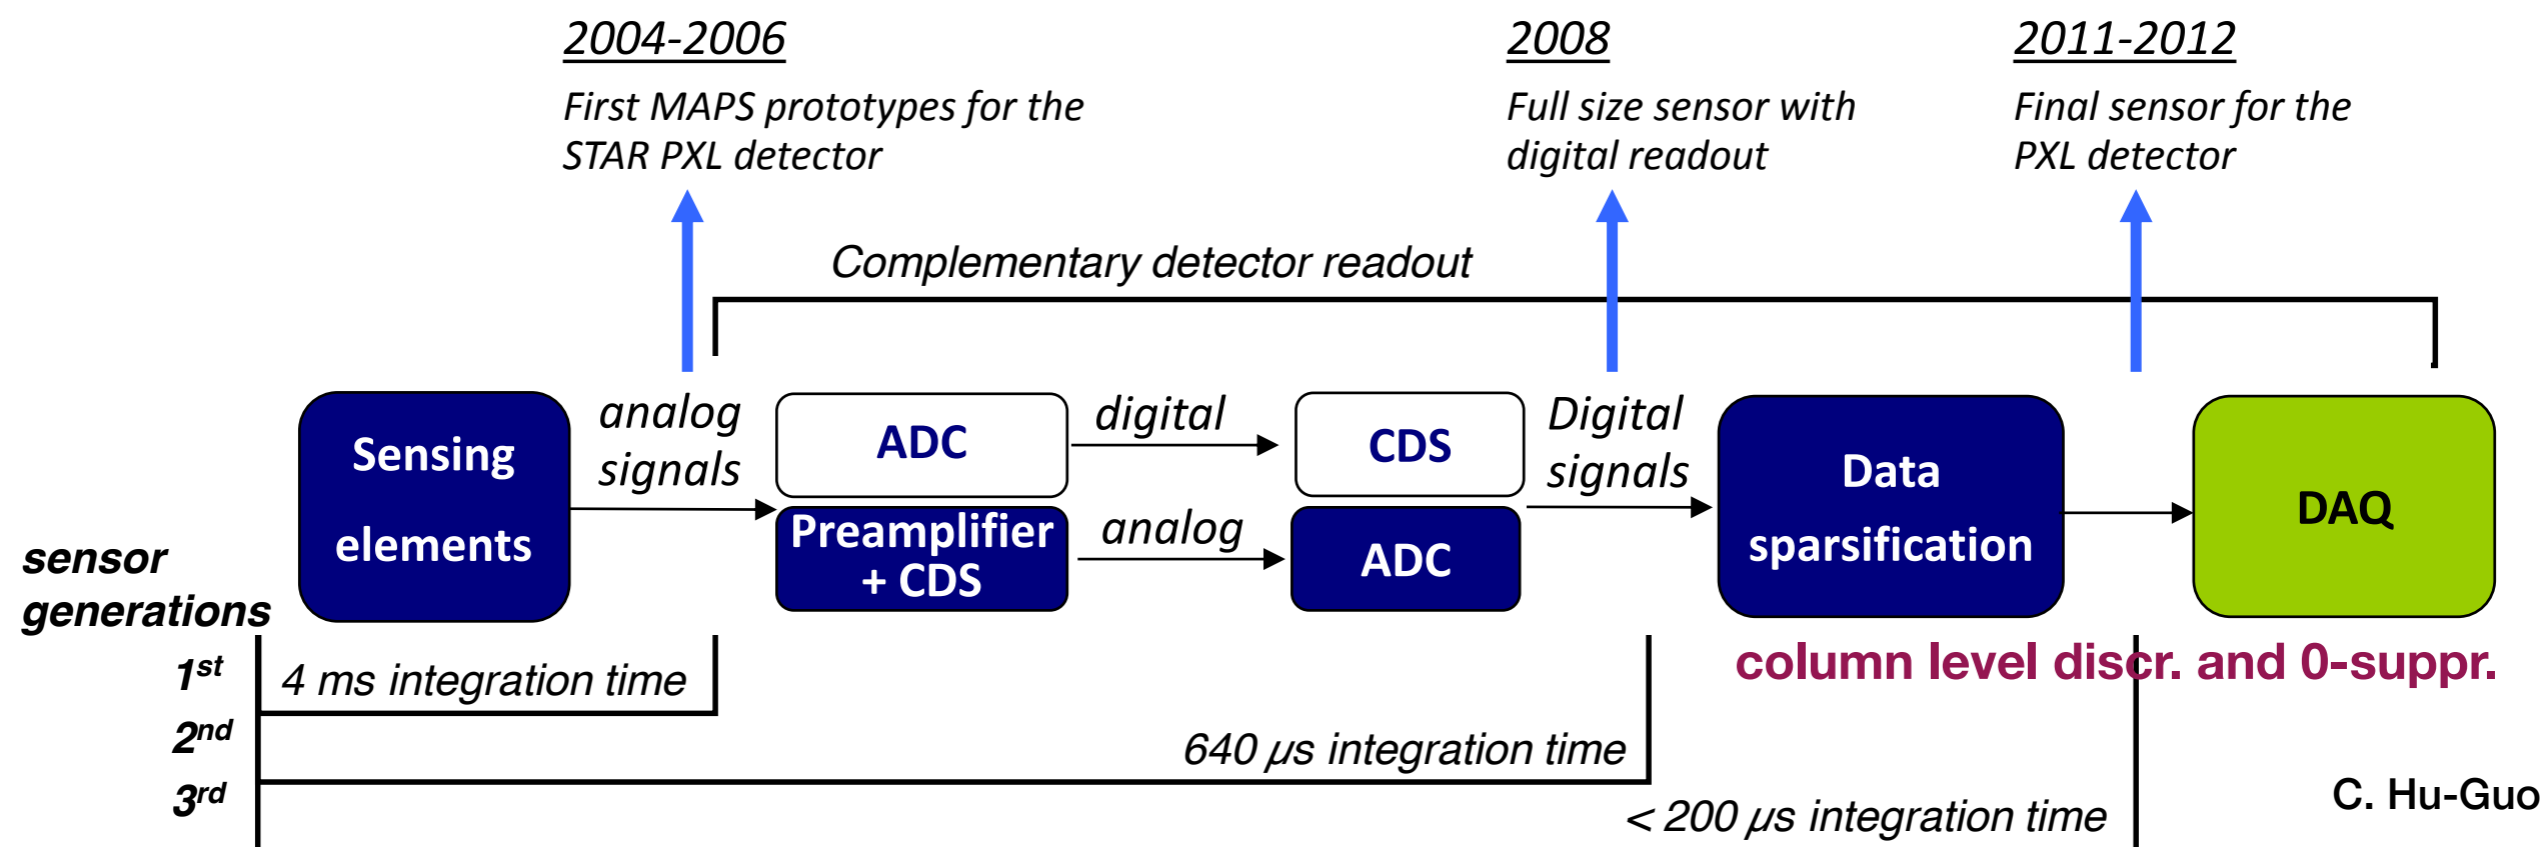 2004-2006
First MAPS prototypes for the
STAR PXL detector
2008
Full size sensor with
digital readout
2011-2012
Final sensor for the
PXL detector
Complementary detector readout
Sensing
elements
analog
signals
ADC
digital
CDS
Preamplifier
+ CDS
analog
ADC
Digital
signals
Data
sparsification
DAQ
column level discr. and 0-suppr.
sensor
generations
1st
4 ms integration time
2nd
640 μs integration time
3rd
< 200 μs integration time
C. Hu-Guo